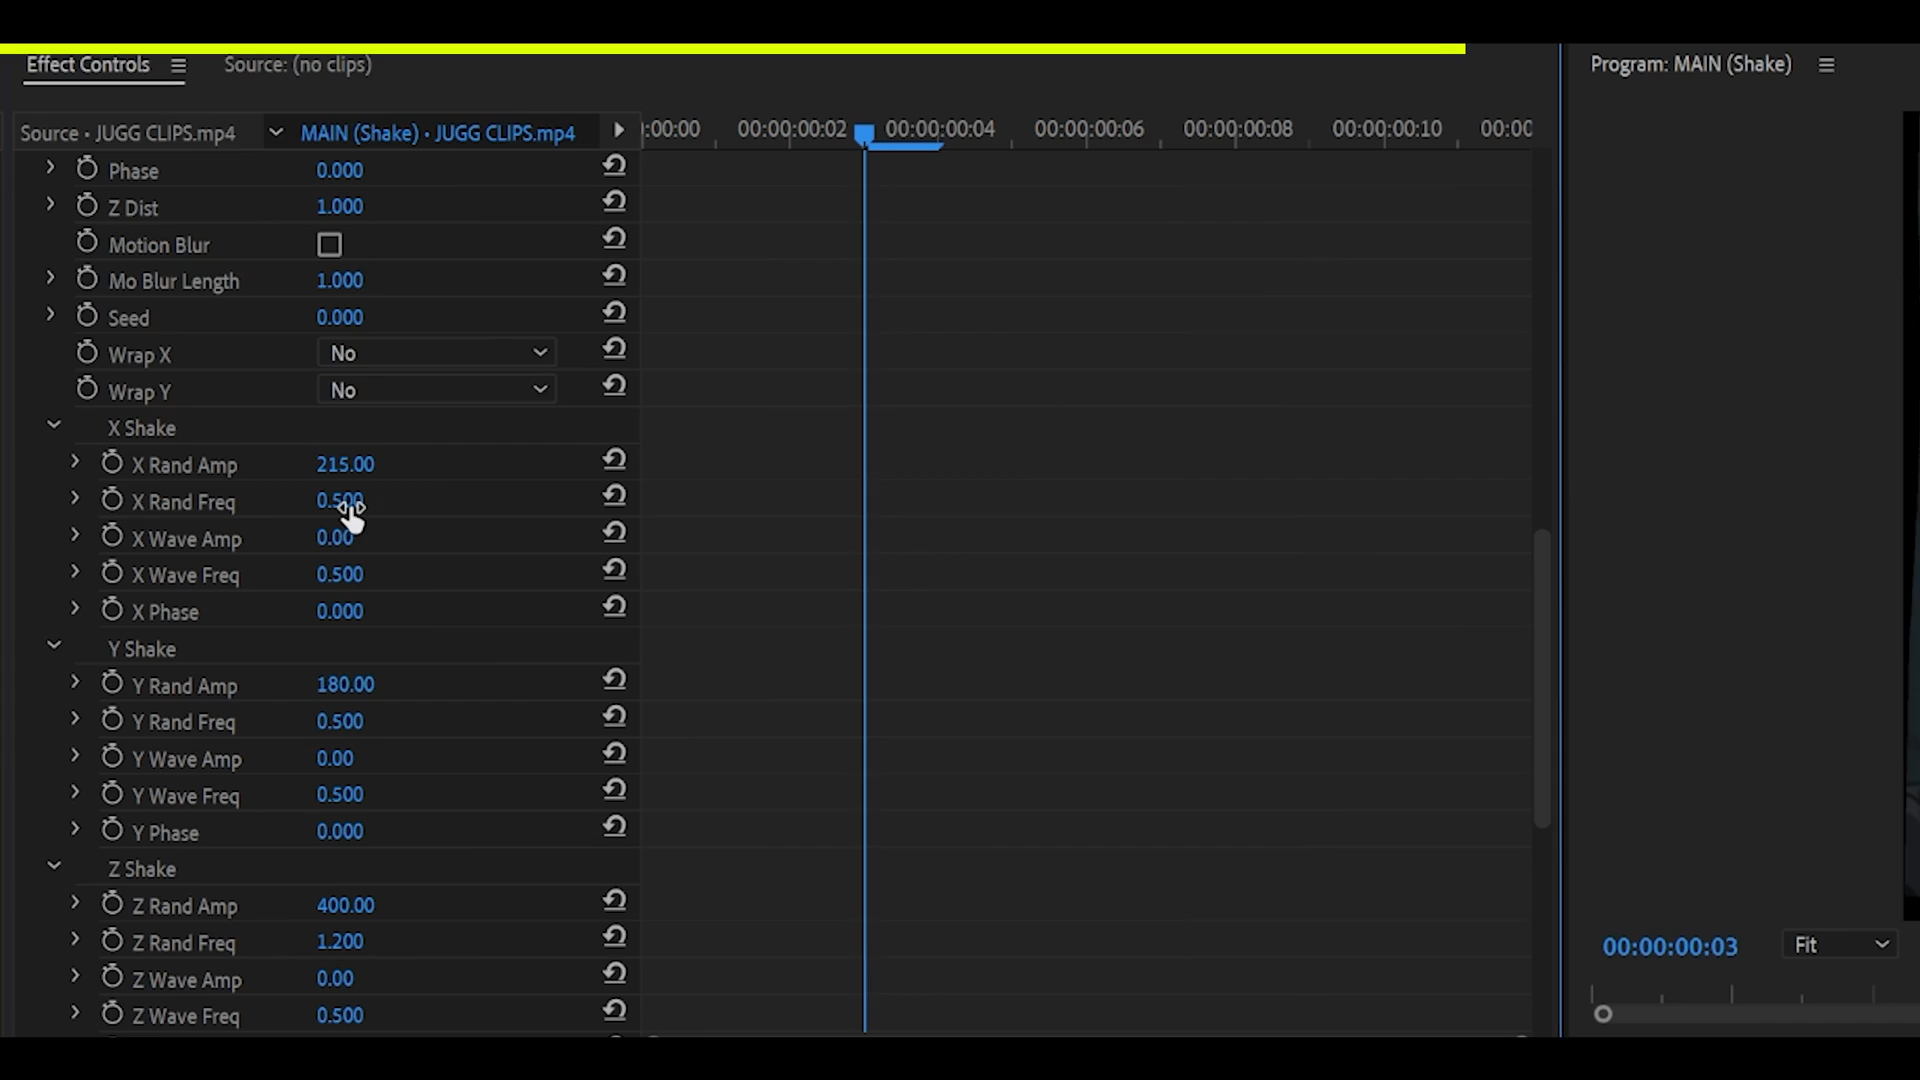 Effect Controls
Source: (no clips)
Program: MAIN (Shake)
Source • JUGG CLIPS.mp4
MAIN (Shake) • JUGG CLIPS.mp4
:00:00
00:00:00:02
00:00:00:04
00:00:00:06
00:00:00:08
00:00:00:10
00:00
Phase 0.000
Z Dist 1.000
Motion Blur
Mo Blur Length 1.000
Seed 0.000
Wrap X No
Wrap Y No
X Shake
X Rand Amp 215.00
X Rand Freq 0.500
X Wave Amp 0.00
X Wave Freq 0.500
X Phase 0.000
Y Shake
Y Rand Amp 180.00
Y Rand Freq 0.500
Y Wave Amp 0.00
Y Wave Freq 0.500
Y Phase 0.000
Z Shake
Z Rand Amp 400.00
Z Rand Freq 1.200
Z Wave Amp 0.00
Z Wave Freq 0.500
00:00:00:03
Fit